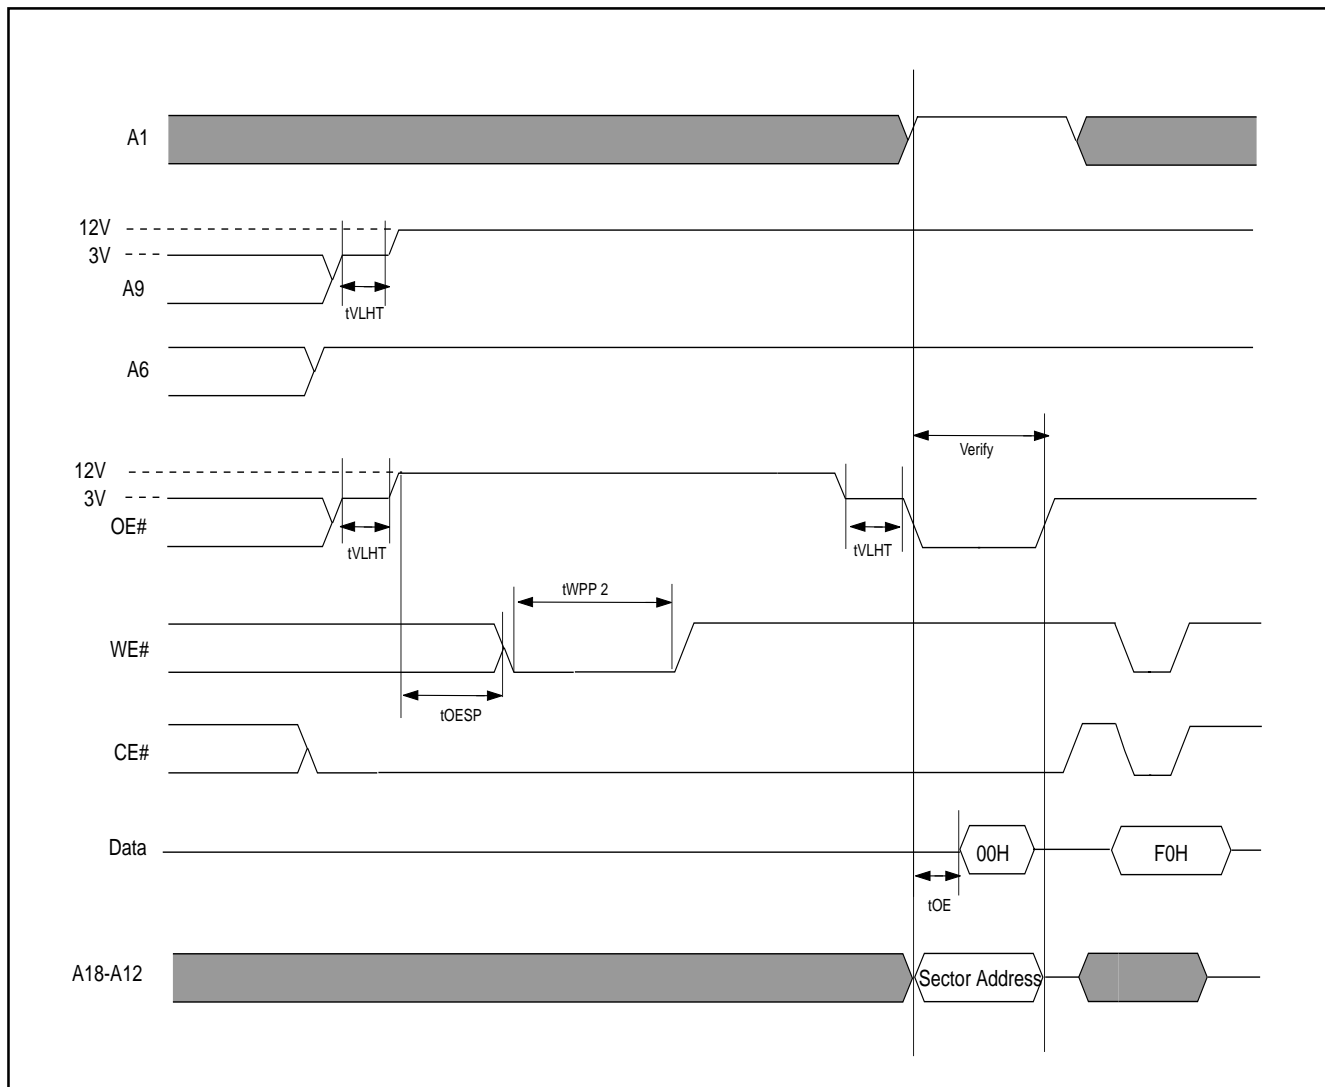 A1
12V
3V
A9
tVLHT
A6
Verify
12V
3V
OE#
tVLHT
tVLHT
tWPP 2
WE#
tOESP
CE#
Data
00H
F0H
tOE
A18-A12
Sector Address